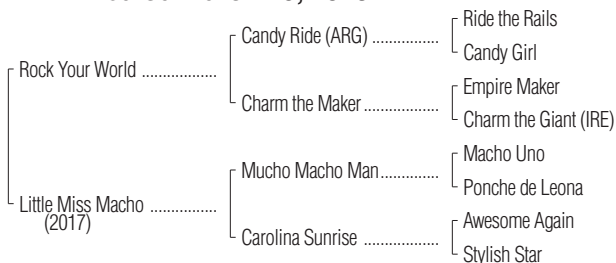 Ride the Rails
Candy Ride (ARG) ................
Candy Girl
Rock Your World ..................
Empire Maker
Charm the Maker ..................
Charm the Giant (IRE)
Macho Uno
Mucho Macho Man..............
Ponche de Leona
Little Miss Macho ................
(2017)
Awesome Again
Carolina Sunrise ..................
Stylish Star